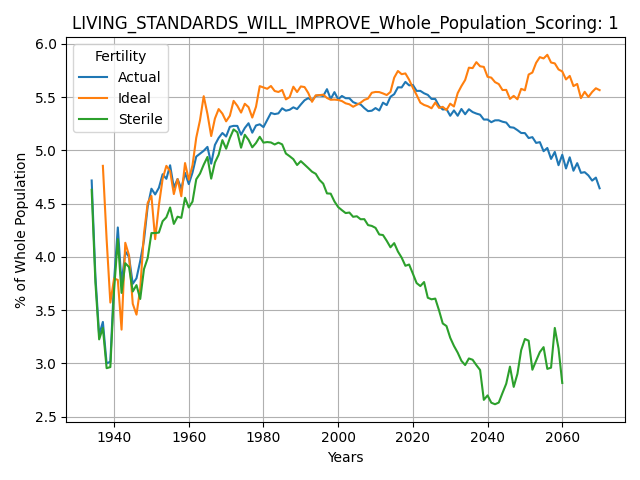 LIVING_STANDARDS_WILL_IMPROVE_Whole_Population_Scoring: 1
Fertility
Actual
Ideal
Sterile
% of Whole Population
6.0
5.5
5.0
4.5
4.0
3.5
3.0
2.5
1940 1960 1980 2000 2020 2040 2060
Years